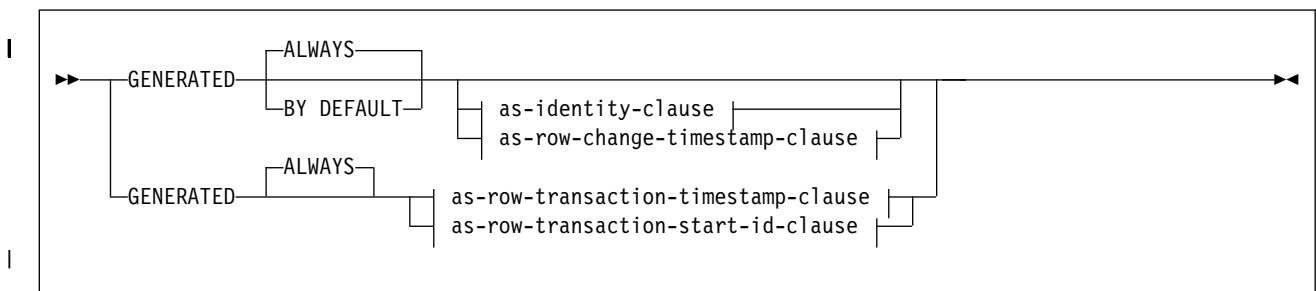 ALWAYS
GENERATED
BY DEFAULT
as-identity-clause
as-row-change-timestamp-clause
ALWAYS
GENERATED
as-row-transaction-timestamp-clause
as-row-transaction-start-id-clause